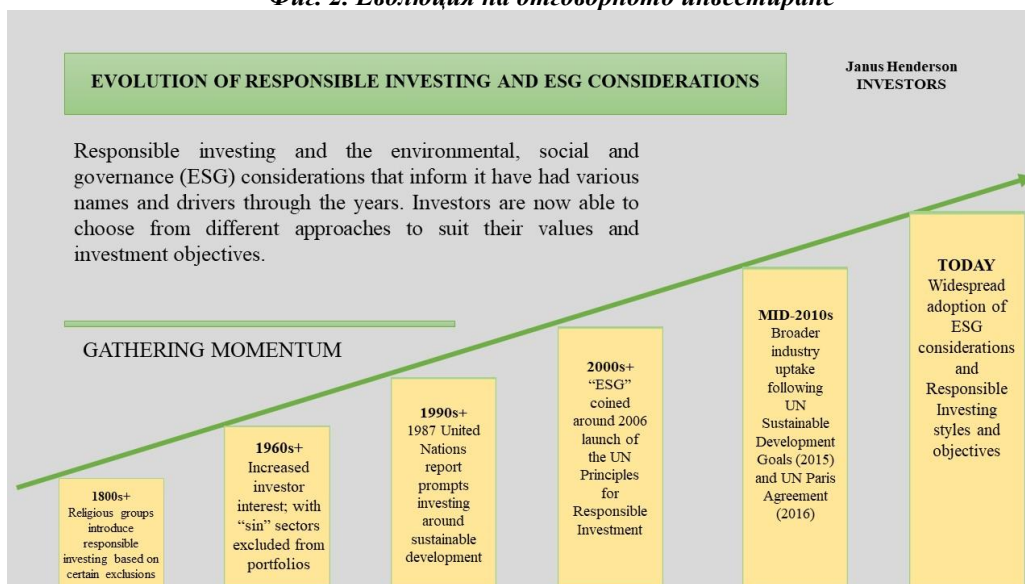 Фиг. 2. Еволюция на отговорното инвестиране
EVOLUTION OF RESPONSIBLE INVESTING AND ESG CONSIDERATIONS
Janus Henderson
INVESTORS
Responsible investing and the environmental, social and
governance (ESG) considerations that inform it have had various
names and drivers through the years. Investors are now able to
choose from different approaches to suit their values and
investment objectives.
GATHERING MOMENTUM
1800s+
Religious groups
introduce
responsible
investing based on
certain exclusions
1960s+
Increased
investor
interest; with
“sin” sectors
excluded from
portfolios
1990s+
1987 United
Nations
report
prompts
investing
around
sustainable
development
2000s+
“ESG”
coined
around 2006
launch of
the UN
Principles
for
Responsible
Investment
MID-2010s
Broader
industry
uptake
following
UN
Sustainable
Development
Goals (2015)
and UN Paris
Agreement
(2016)
TODAY
Widespread
adoption of
ESG
considerations
and
Responsible
Investing
styles and
objectives